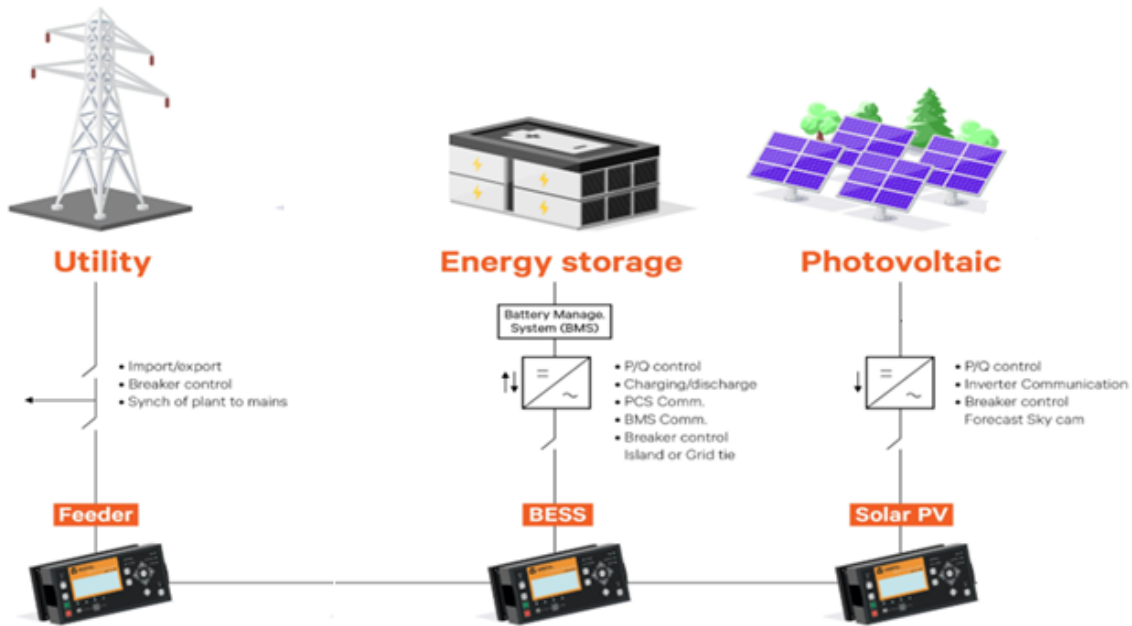 Utility
Energy storage
Photovoltaic
Battery Manage.
System (BMS)
• Import/export
• Breaker control
• Synch of plant to mains
• P/Q control
• Charging/discharge
• PCS Comm.
• BMS Comm.
• Breaker control
Island or Grid tie
• P/Q control
• Inverter Communication
• Breaker control
Forecast Sky cam
Feeder
BESS
Solar PV